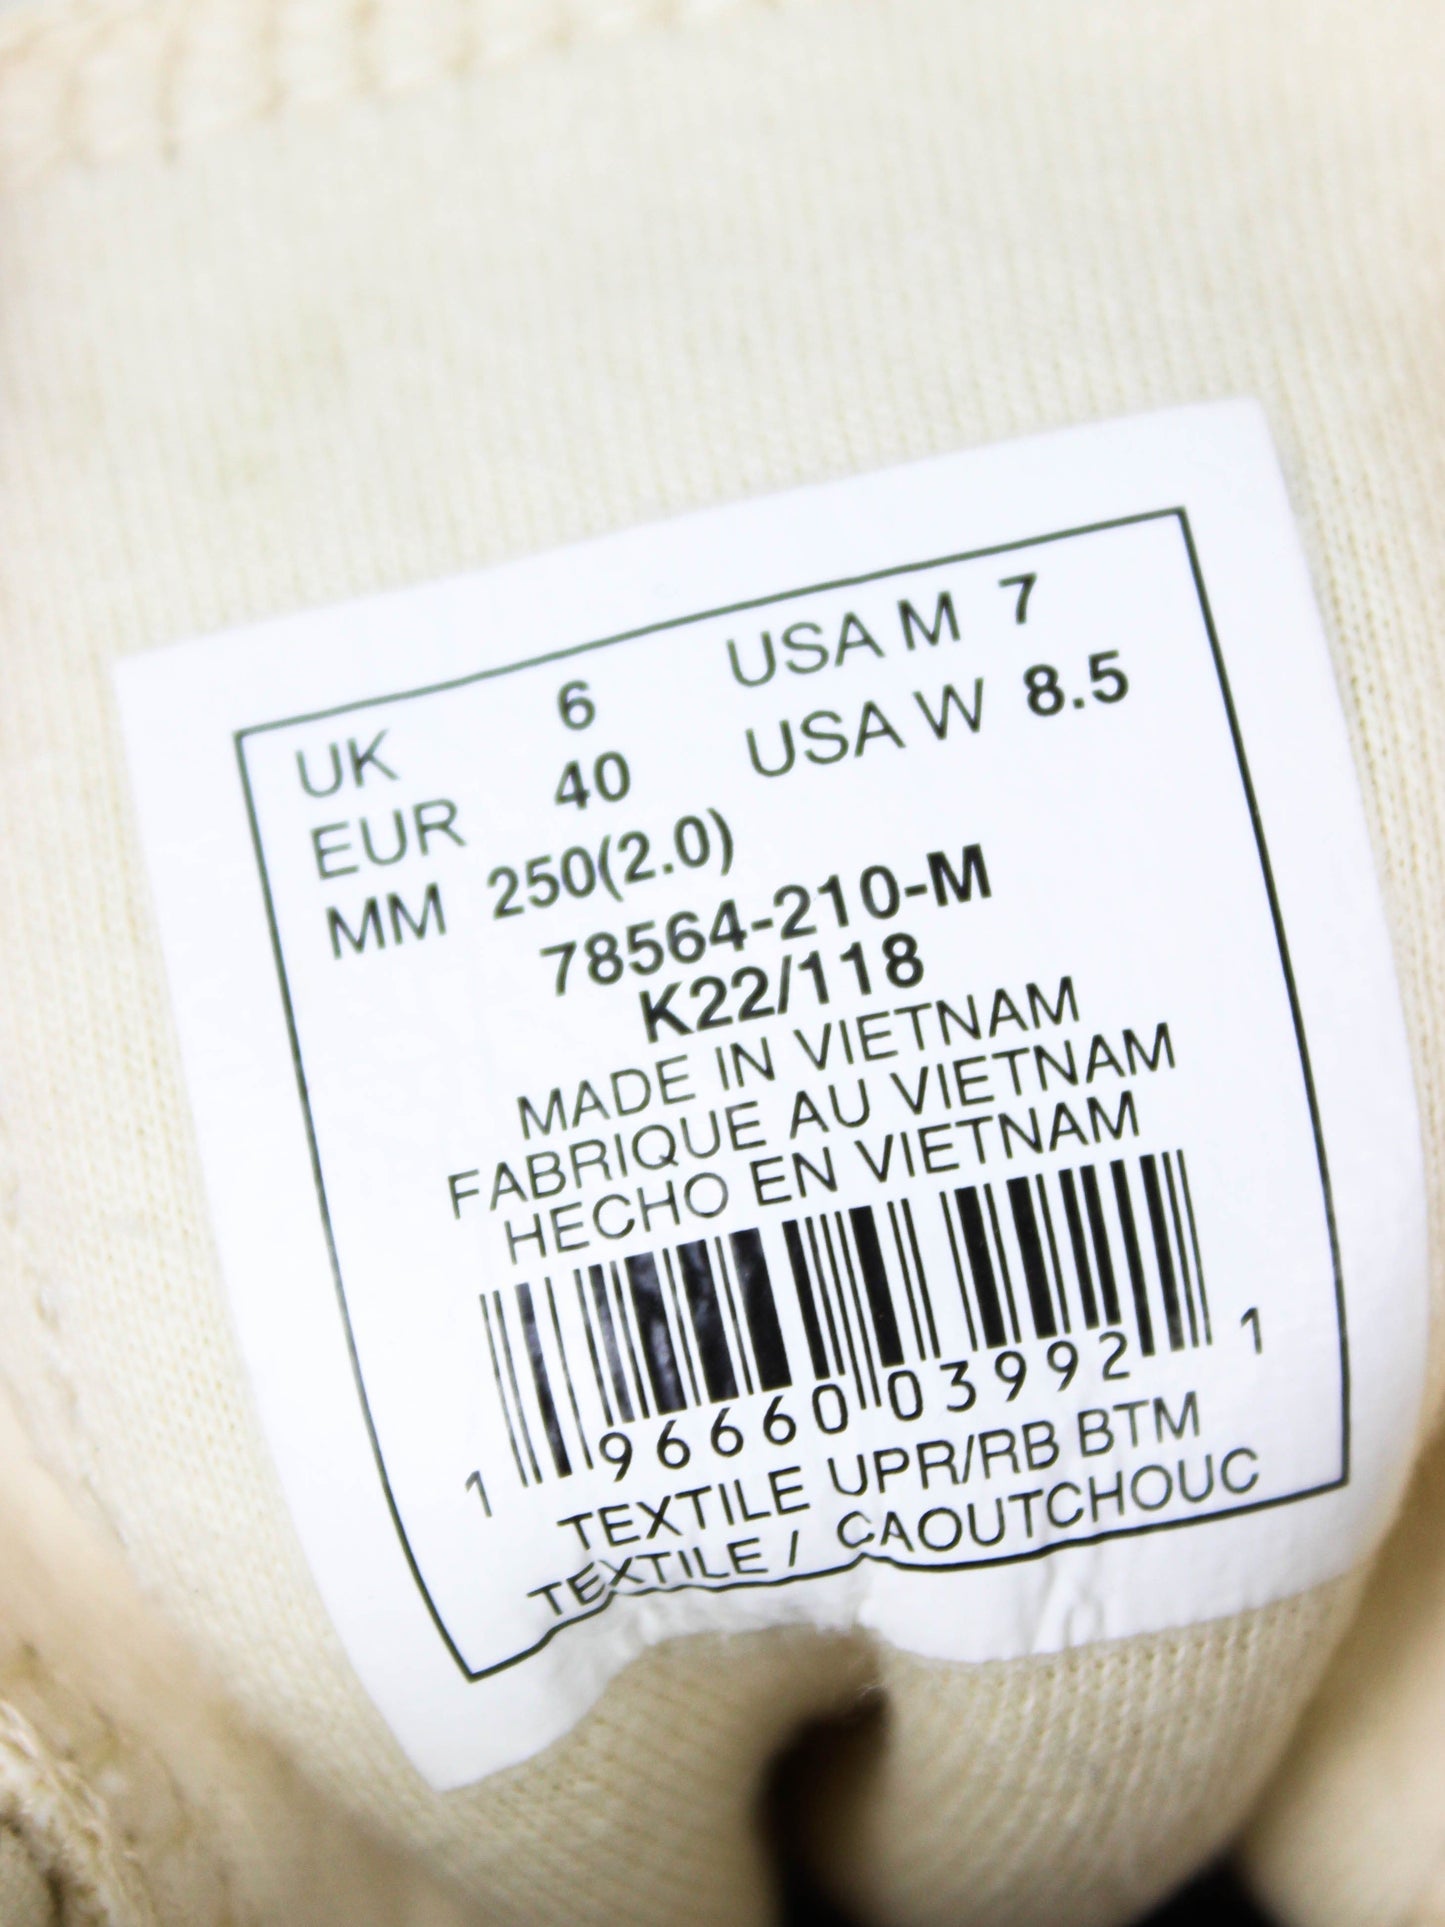 UK 6 USA M 7
EUR 40 USA W 8.5
MM 250(2.0)
78564-210-M
K22/118
MADE IN VIETNAM
FABRIQUE AU VIETNAM
HECHO EN VIETNAM
1 96660 03992 1
TEXTILE UPR/RB BTM
TEXTILE / CAOUTCHOUC